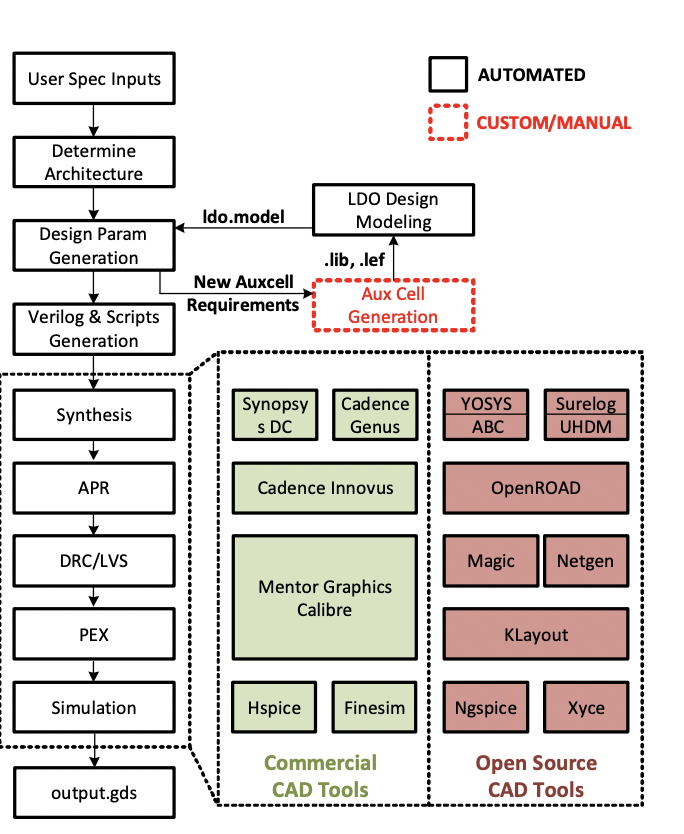 User Spec Inputs
AUTOMATED
CUSTOM/MANUAL
Determine
Architecture
LDO Design
Modeling
ldo.model
Design Param
Generation
.lib, .lef
New Auxcell
Requirements
Aux Cell
Generation
Verilog & Scripts
Generation
Synthesis
Synopsy
s DC
Cadence
Genus
YOSYS
ABC
Surelog
UHDM
APR
Cadence Innovus
OpenROAD
DRC/LVS
Mentor Graphics
Calibre
Magic
Netgen
PEX
KLayout
Simulation
Hspice
Finesim
Ngspice
Xyce
Commercial
CAD Tools
Open Source
CAD Tools
output.gds